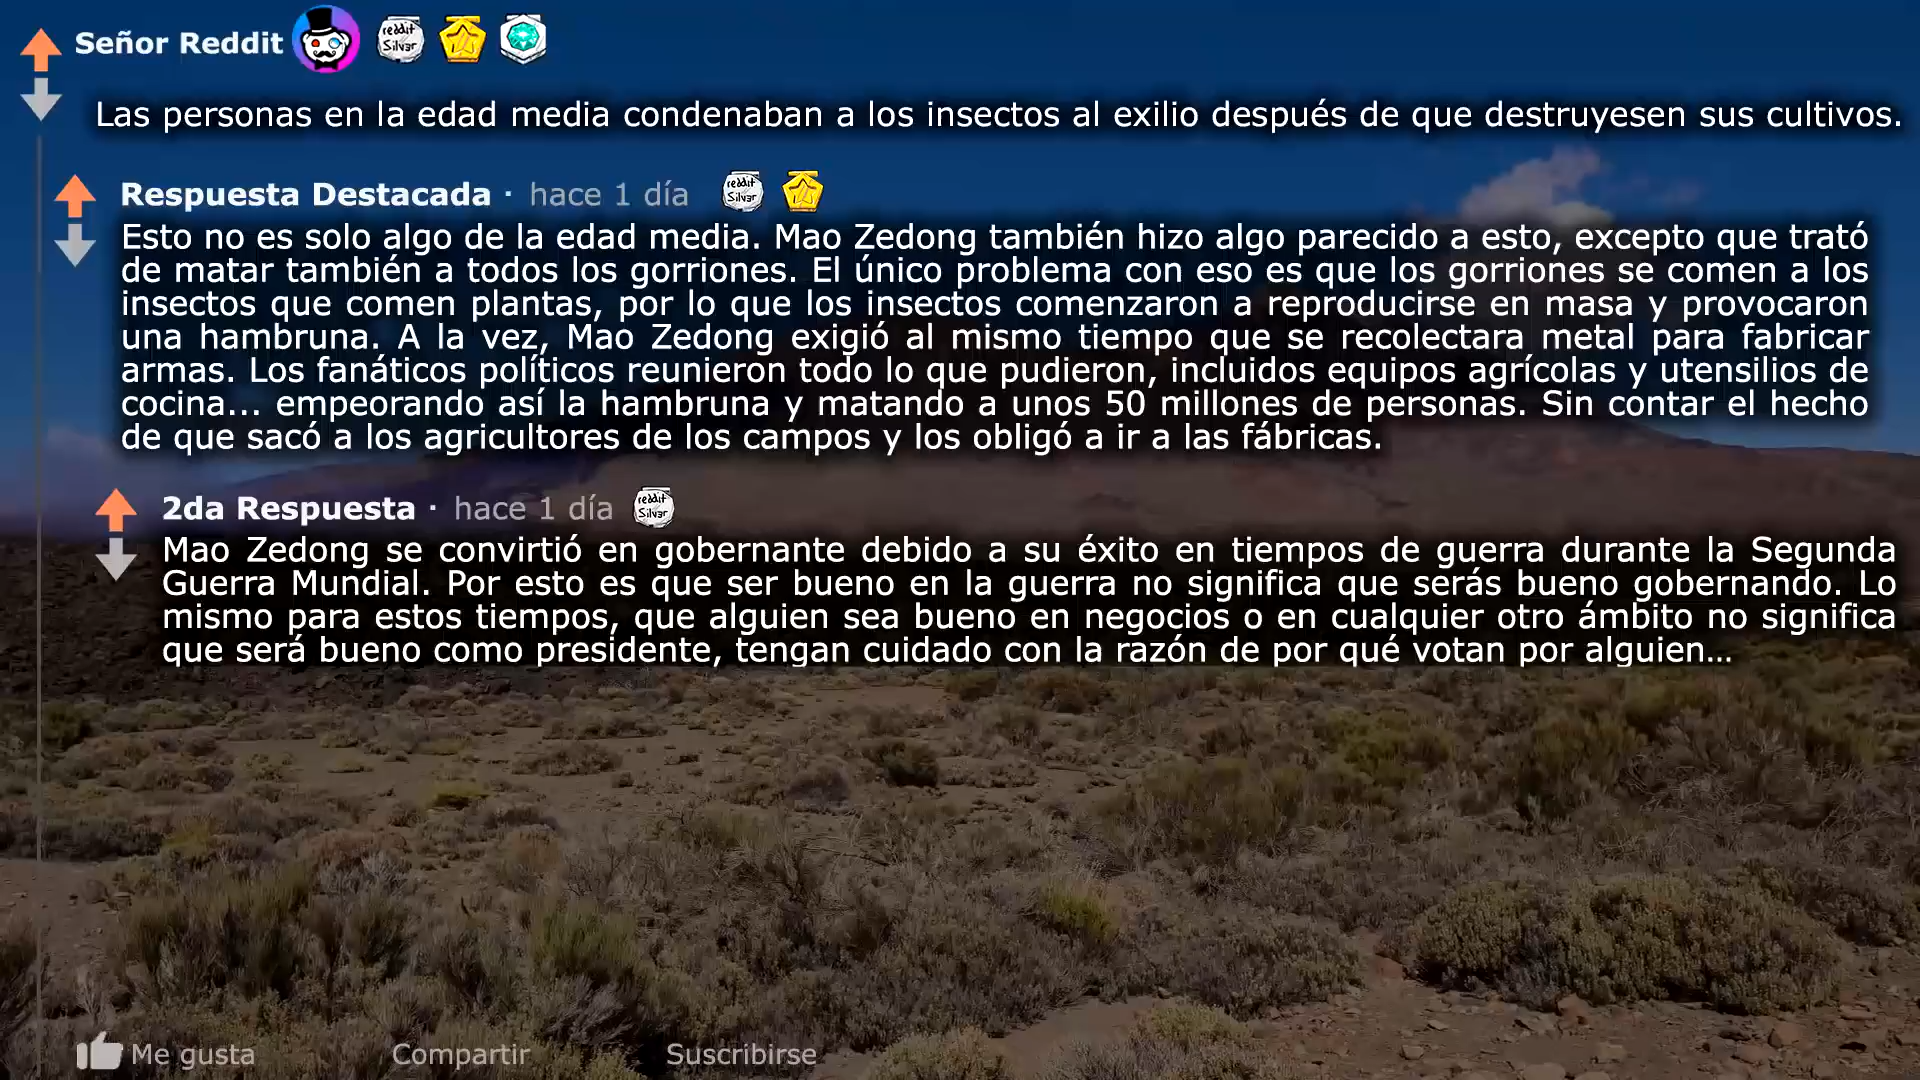 Señor Reddit
reddit Silver
Las personas en la edad media condenaban a los insectos al exilio después de que destruyesen sus cultivos.
Respuesta Destacada · hace 1 día
reddit Silver
Esto no es solo algo de la edad media. Mao Zedong también hizo algo parecido a esto, excepto que trató
de matar también a todos los gorriones. El único problema con eso es que los gorriones se comen a los
insectos que comen plantas, por lo que los insectos comenzaron a reproducirse en masa y provocaron
una hambruna. A la vez, Mao Zedong exigió al mismo tiempo que se recolectara metal para fabricar
armas. Los fanáticos políticos reunieron todo lo que pudieron, incluidos equipos agrícolas y utensilios de
cocina... empeorando así la hambruna y matando a unos 50 millones de personas. Sin contar el hecho
de que sacó a los agricultores de los campos y los obligó a ir a las fábricas.
2da Respuesta · hace 1 día
reddit Silver
Mao Zedong se convirtió en gobernante debido a su éxito en tiempos de guerra durante la Segunda
Guerra Mundial. Por esto es que ser bueno en la guerra no significa que serás bueno gobernando. Lo
mismo para estos tiempos, que alguien sea bueno en negocios o en cualquier otro ámbito no significa
que será bueno como presidente, tengan cuidado con la razón de por qué votan por alguien...
Me gusta Compartir Suscribirse